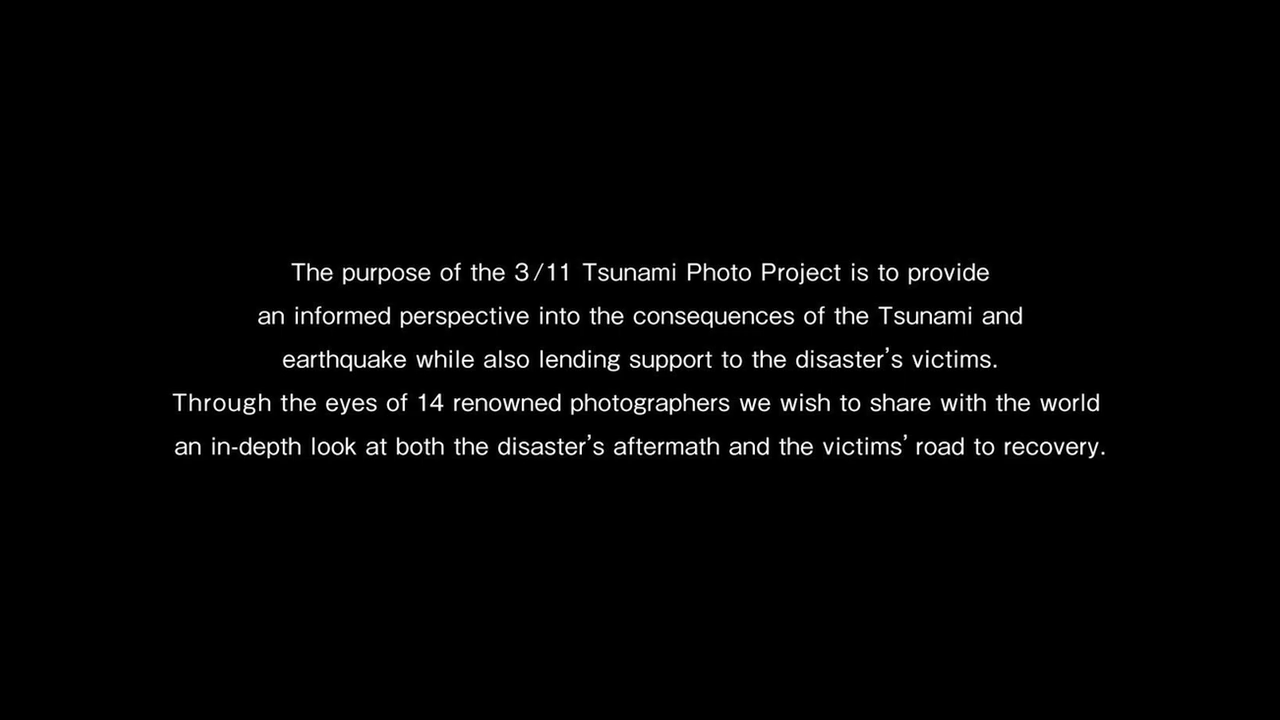 The purpose of the 3/11 Tsunami Photo Project is to provide
an informed perspective into the consequences of the Tsunami and
earthquake while also lending support to the disaster’s victims.
Through the eyes of 14 renowned photographers we wish to share with the world
an in-depth look at both the disaster’s aftermath and the victims’ road to recovery.